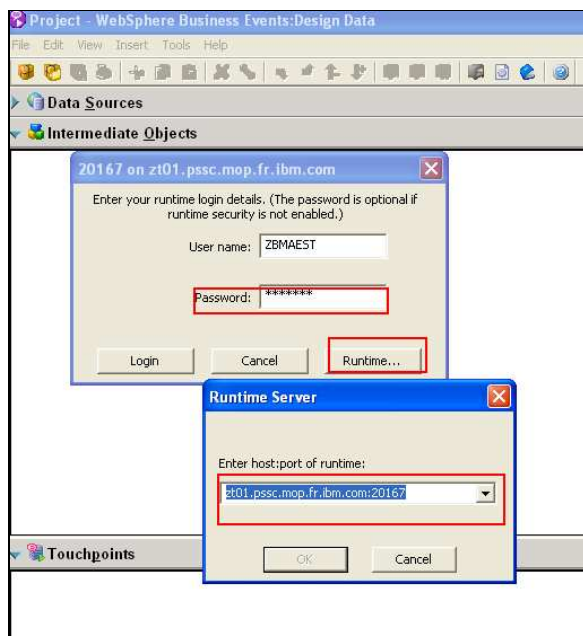 Project - WebSphere Business Events:Design Data
File Edit View Insert Tools Help
Data Sources
Intermediate Objects
20167 on zt01.pssc.mop.fr.ibm.com
Enter your runtime login details. (The password is optional if
runtime security is not enabled.)
User name: ZBMAEST
Password: *******
Login Cancel Runtime...
Runtime Server
Enter host:port of runtime:
zt01.pssc.mop.fr.ibm.com:20167
OK Cancel
Touchpoints